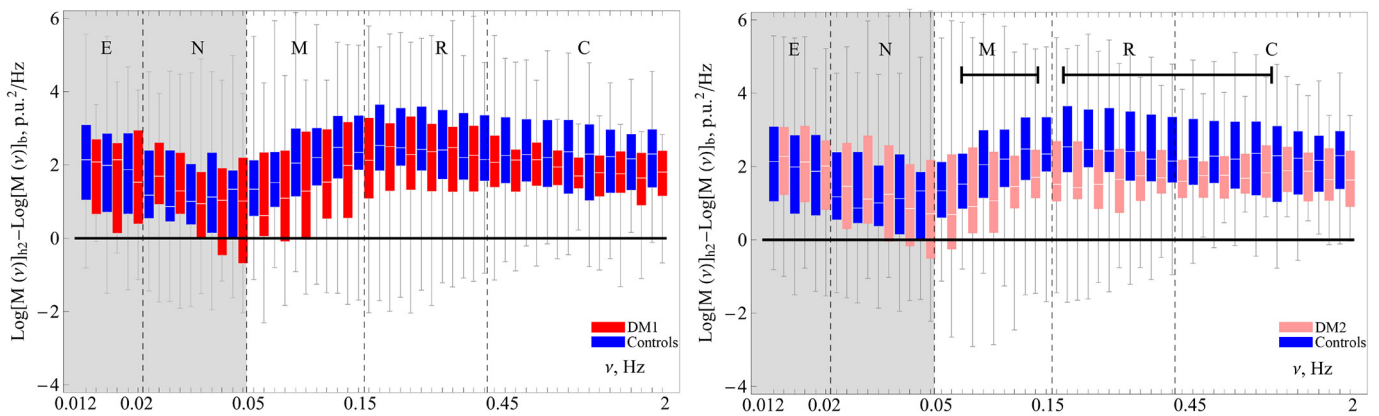 Log[M (ν)]h2−Log[M (ν)]b, p.u.²/Hz
6
4
2
0
−2
−4
E N M R C
DM1
Controls
ν, Hz
0.012 0.02 0.05 0.15 0.45 2
Log[M (ν)]h2−Log[M (ν)]b, p.u.²/Hz
6
4
2
0
−2
−4
E N M R C
DM2
Controls
ν, Hz
0.012 0.02 0.05 0.15 0.45 2